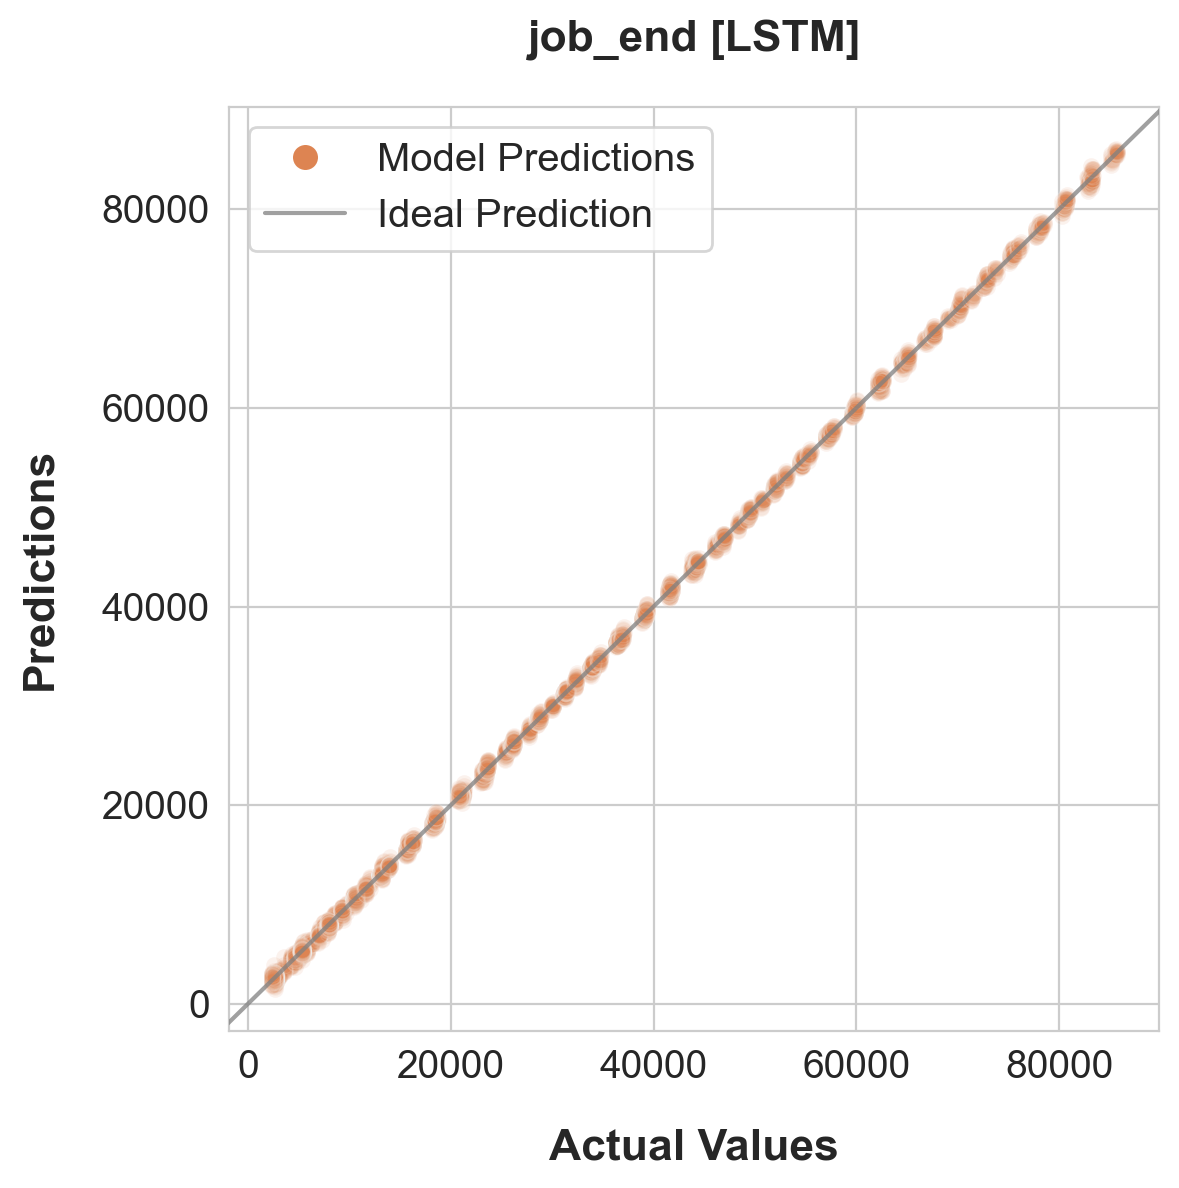 job_end [LSTM]
Model Predictions
Ideal Prediction
80000
60000
40000
20000
0
Predictions
0 20000 40000 60000 80000
Actual Values